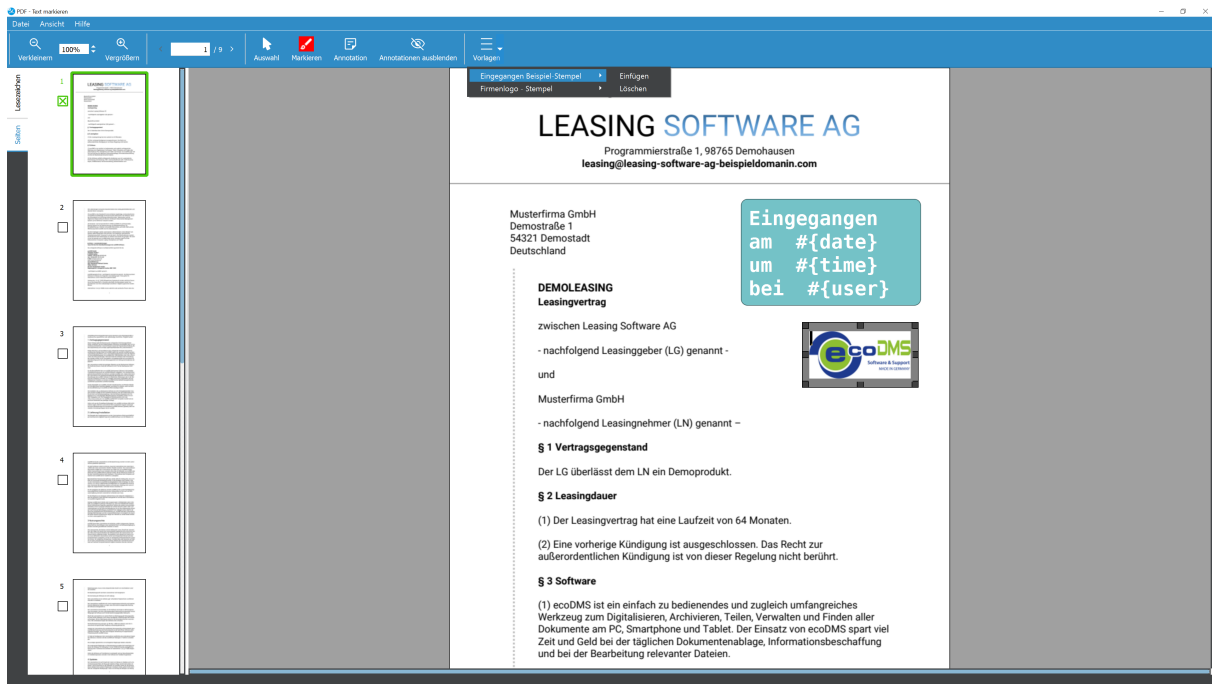 PDF - Text markieren
Datei Ansicht Hilfe
100%
1 / 9
Verkleinern Vergrößern Auswahl Markieren Annotation Annotationen ausblenden Vorlagen
Eingegangen Beispiel-Stempel Einfügen
Firmenlogo - Stempel Löschen
Lesezeichen
Seiten
1
2
3
4
5
LEASING SOFTWARE AG
Programmierstraße 1, 98765 Demohausen
leasing@leasing-software-ag-beispieldomanin.com
Musterfirma GmbH
Demostraße 1
54321 Demostadt
Deutschland
Eingegangen
am #{date}
um #{time}
bei #{user}
ecoDMS
Software & Support
MADE IN GERMANY
DEMOLEASING
Leasingvertrag
zwischen Leasing Software AG
- nachfolgend Leasinggeber (LG) genannt -
und
Musterfirma GmbH
- nachfolgend Leasingnehmer (LN) genannt –
§ 1 Vertragsgegenstand
Der LG überlässt dem LN ein Demoprodukt.
§ 2 Leasingdauer
(1) Der Leasingvertrag hat eine Laufzeit von 64 Monaten.
(2) Eine vorherige Kündigung ist ausgeschlossen. Das Recht zur
außerordentlichen Kündigung ist von dieser Regelung nicht berührt.
§ 3 Software
(1) ecoDMS ist ein einfach zu bedienendes und zugleich umfangreiches
Werkzeug zum Digitalisieren, Archivieren, Teilen, Verwalten und Finden aller
Dokumente am PC, Smartphone und Tablet. Der Einsatz von ecoDMS spart viel
Zeit und Geld bei der täglichen Dokumentenablage, Informationsbeschaffung
und bei der Bearbeitung relevanter Dateien.